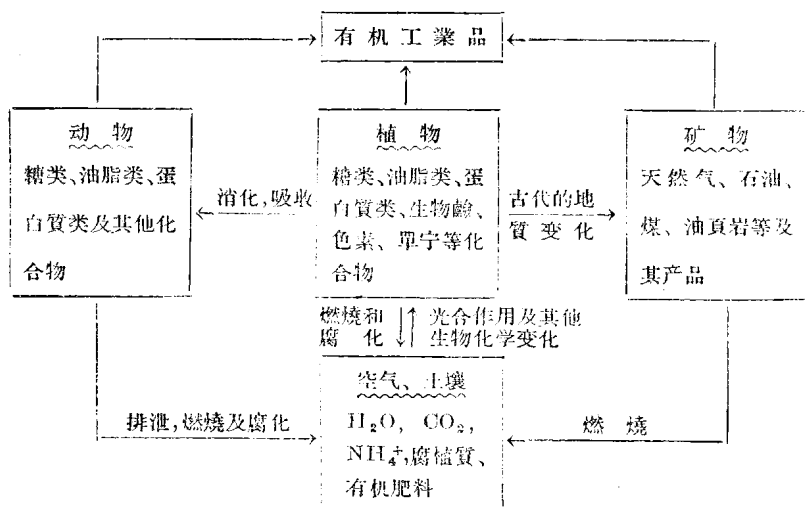 有机工業品
动物
糖类、油脂类、蛋
白質类及其他化
合物
消化,吸收
植物
糖类、油脂类、蛋
白質类、生物鹼、
色素、單宁等化
合物
古代的地
質变化
矿物
天然气、石油、
煤、油頁岩等及
其产品
燃燒和
腐化
光合作用及其他
生物化学变化
排泄,燃燒及腐化
空气、土壤
H₂O, CO₂,
NH₄⁺,腐植質、
有机肥料
燃燒